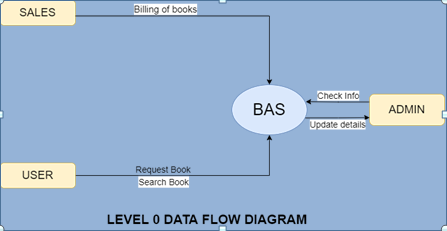 SALES
Billing of books
Check Info
BAS
ADMIN
Update details
Request Book
USER
Search Book
LEVEL 0 DATA FLOW DIAGRAM